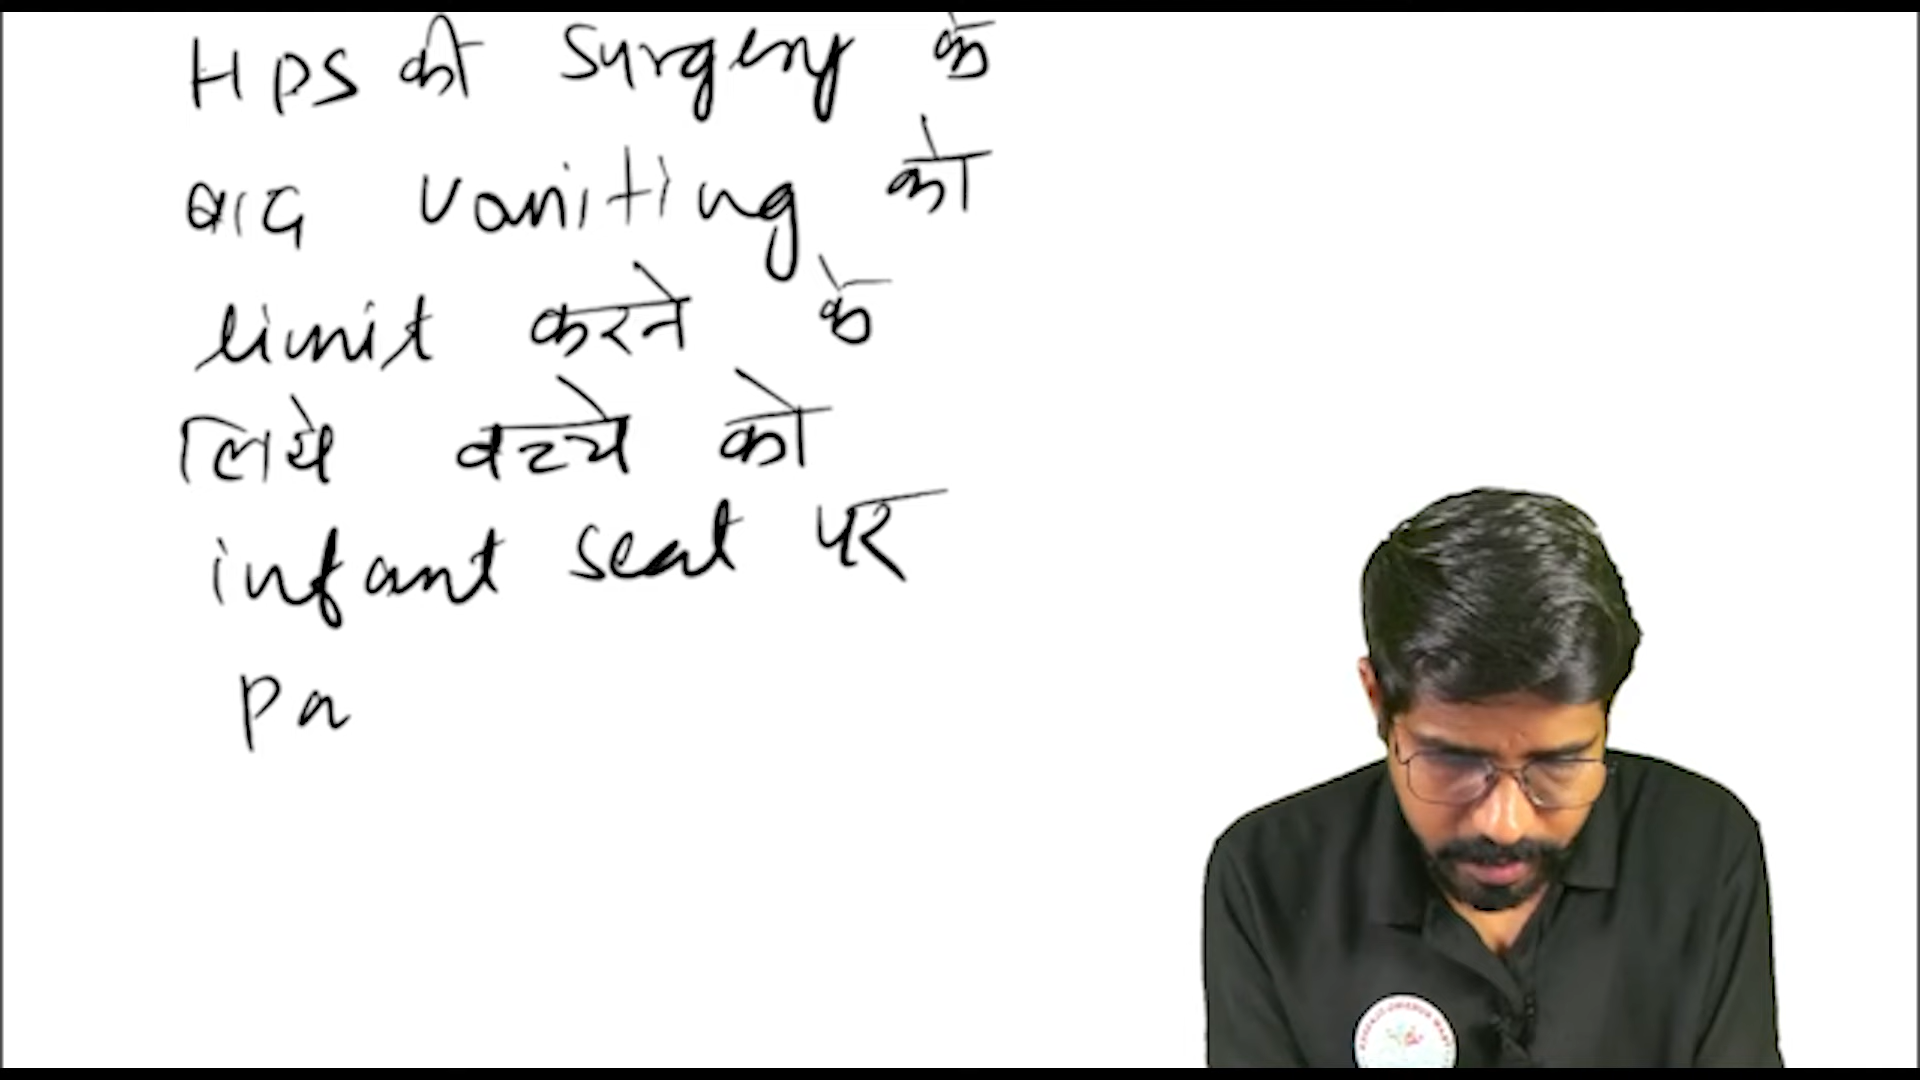 HPS की Surgery के
बाद vomiting को
limit करने के
लिये बच्चे को
infant seat पर
Pa